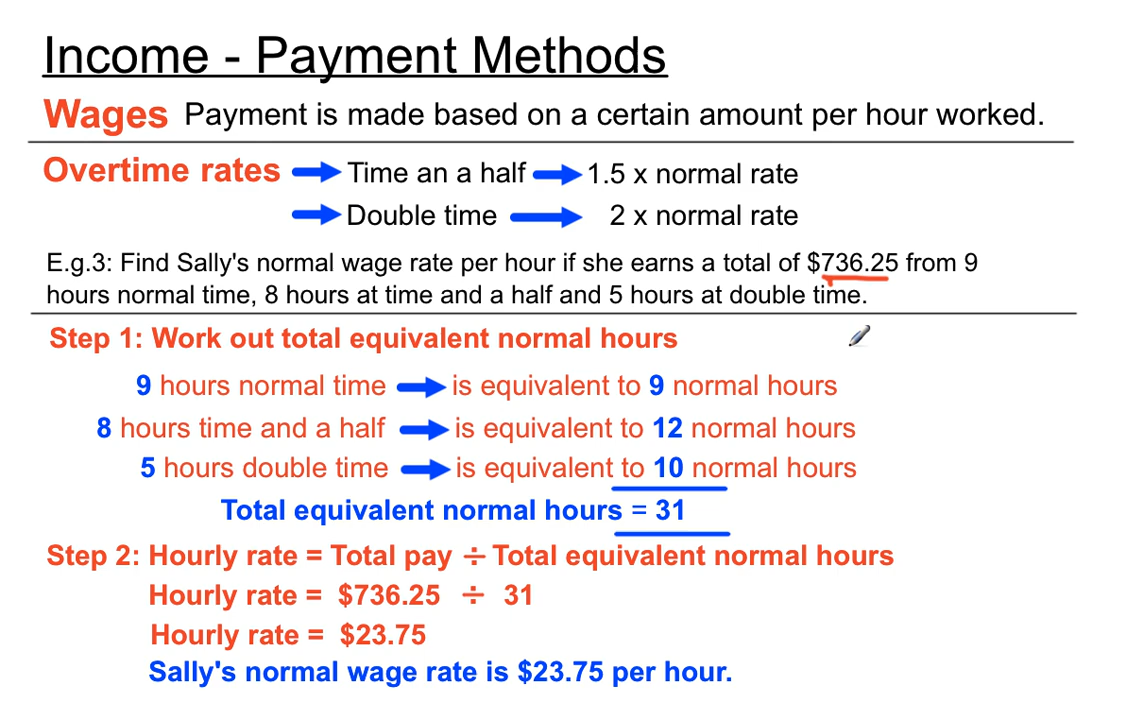 Income - Payment Methods
Wages Payment is made based on a certain amount per hour worked.
Overtime rates Time an a half 1.5 x normal rate
Double time 2 x normal rate
E.g.3: Find Sally's normal wage rate per hour if she earns a total of $736.25 from 9
hours normal time, 8 hours at time and a half and 5 hours at double time.
Step 1: Work out total equivalent normal hours
9 hours normal time is equivalent to 9 normal hours
8 hours time and a half is equivalent to 12 normal hours
5 hours double time is equivalent to 10 normal hours
Total equivalent normal hours = 31
Step 2: Hourly rate = Total pay ÷ Total equivalent normal hours
Hourly rate = $736.25 ÷ 31
Hourly rate = $23.75
Sally's normal wage rate is $23.75 per hour.